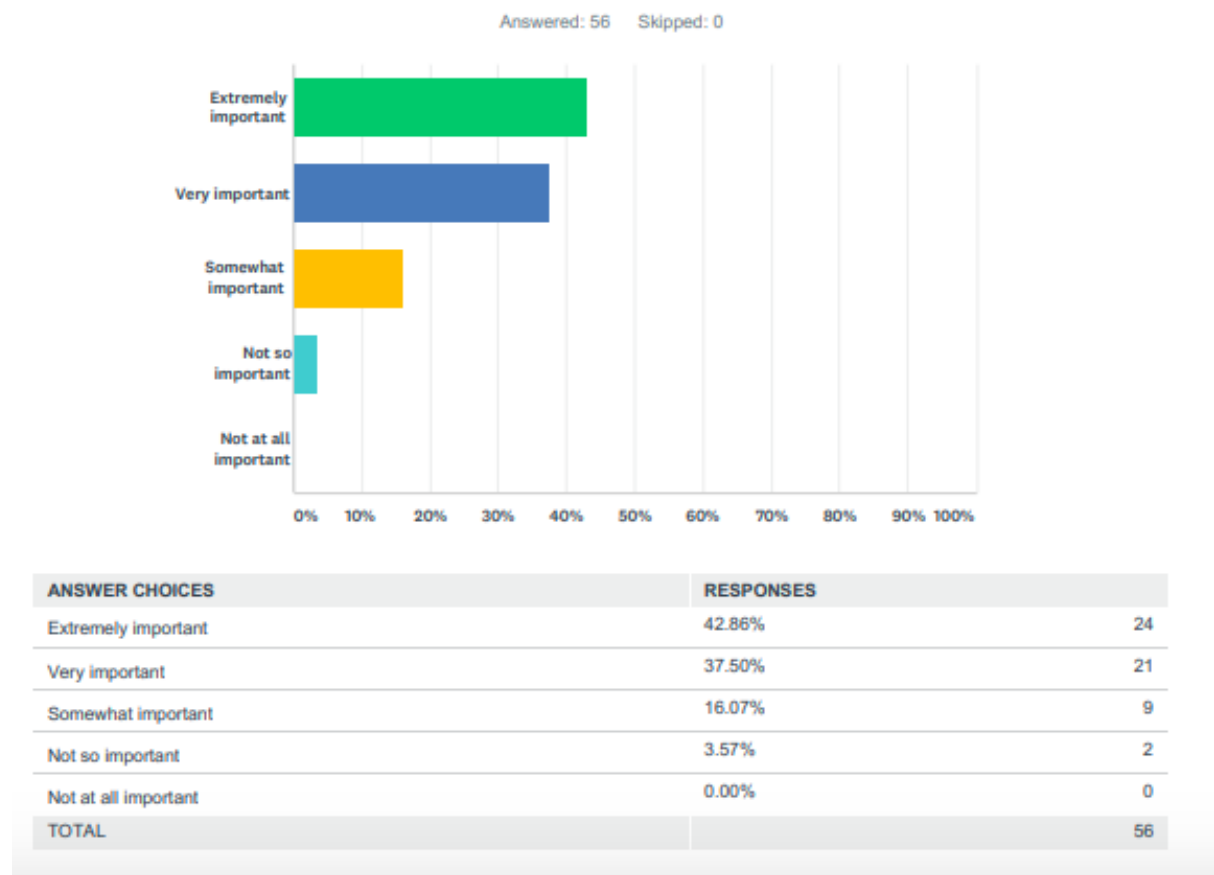 Answered: 56 Skipped: 0
Extremely
important
Very important
Somewhat
important
Not so
important
Not at all
important
0% 10% 20% 30% 40% 50% 60% 70% 80% 90% 100%
ANSWER CHOICES RESPONSES
Extremely important 42.86% 24
Very important 37.50% 21
Somewhat important 16.07% 9
Not so important 3.57% 2
Not at all important 0.00% 0
TOTAL 56